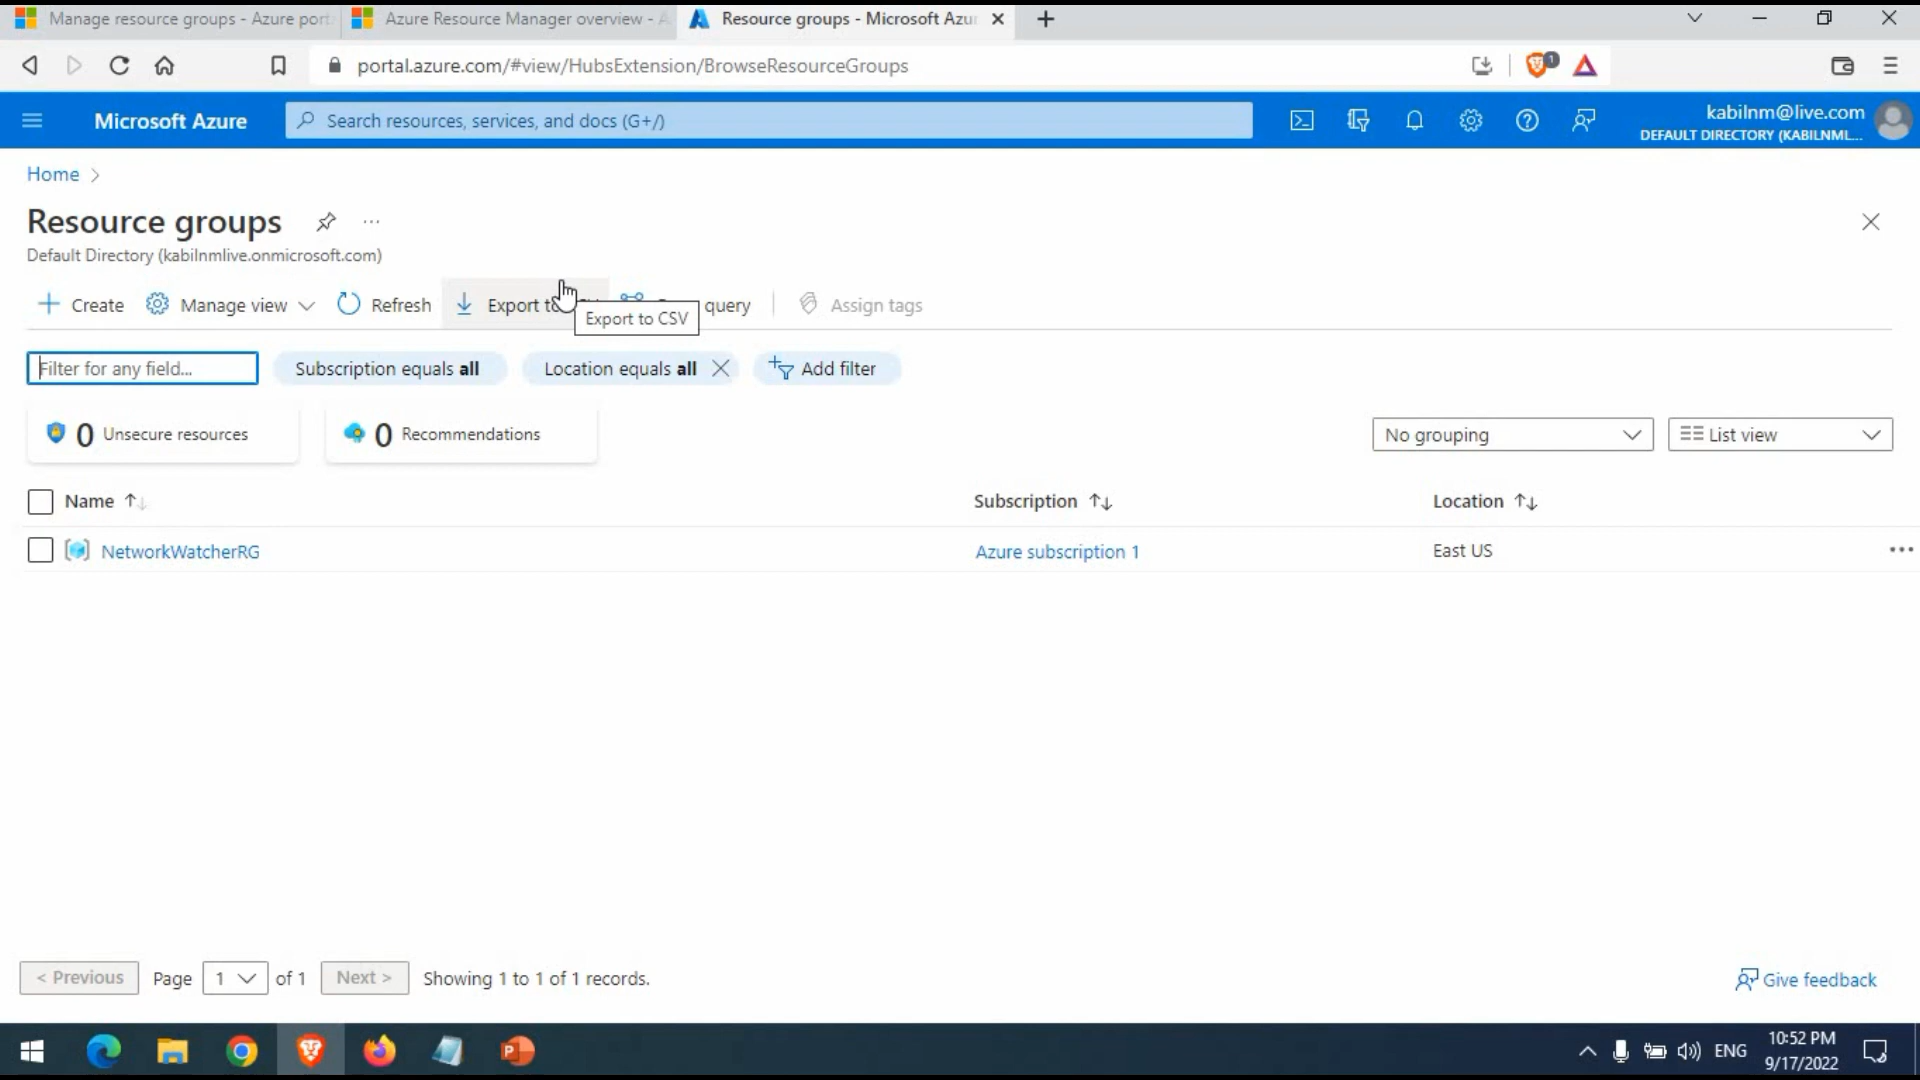 Manage resource groups - Azure port
Azure Resource Manager overview - A
Resource groups - Microsoft Azu
portal.azure.com/#view/HubsExtension/BrowseResourceGroups
1
Microsoft Azure
Search resources, services, and docs (G+/)
kabilnm@live.com
DEFAULT DIRECTORY (KABILNML...
Home
Resource groups
...
Default Directory (kabilnmlive.onmicrosoft.com)
Create
Manage view
Refresh
Export to
query
Assign tags
Export to CSV
Filter for any field...
Subscription equals all
Location equals all
Add filter
0 Unsecure resources
0 Recommendations
No grouping
List view
Name
Subscription
Location
NetworkWatcherRG
Azure subscription 1
East US
< Previous
Page 1 of 1
Next >
Showing 1 to 1 of 1 records.
Give feedback
ENG
10:52 PM
9/17/2022